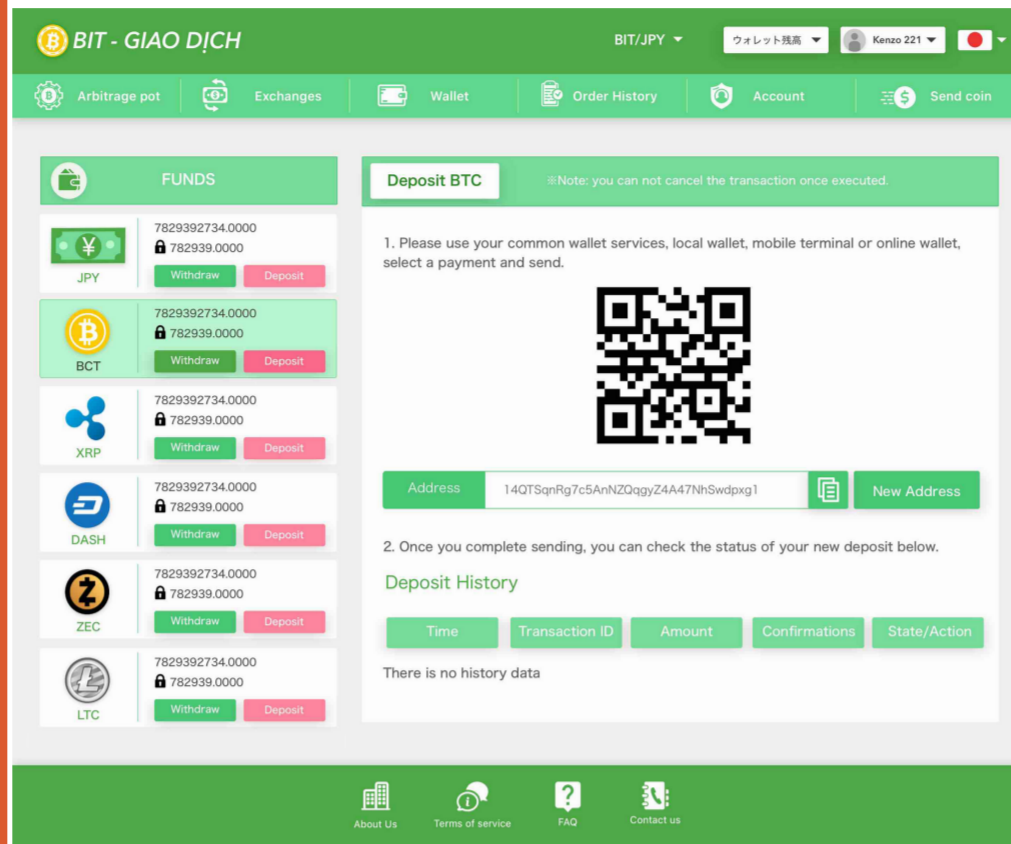 BIT - GIAO DỊCH
BIT/JPY
ウォレット残高
Kenzo 221
Arbitrage pot
Exchanges
Wallet
Order History
Account
Send coin
FUNDS
7829392734.0000
782939.0000
JPY
Withdraw
Deposit
7829392734.0000
782939.0000
BCT
Withdraw
Deposit
7829392734.0000
782939.0000
XRP
Withdraw
Deposit
7829392734.0000
782939.0000
DASH
Withdraw
Deposit
7829392734.0000
782939.0000
ZEC
Withdraw
Deposit
7829392734.0000
782939.0000
LTC
Withdraw
Deposit
Deposit BTC
※Note: you can not cancel the transaction once executed.
1. Please use your common wallet services, local wallet, mobile terminal or online wallet,
select a payment and send.
Address
14QTSqnRg7c5AnNZQqgyZ4A47NhSwdpxg1
New Address
2. Once you complete sending, you can check the status of your new deposit below.
Deposit History
Time
Transaction ID
Amount
Confirmations
State/Action
There is no history data
About Us
Terms of service
FAQ
Contact us